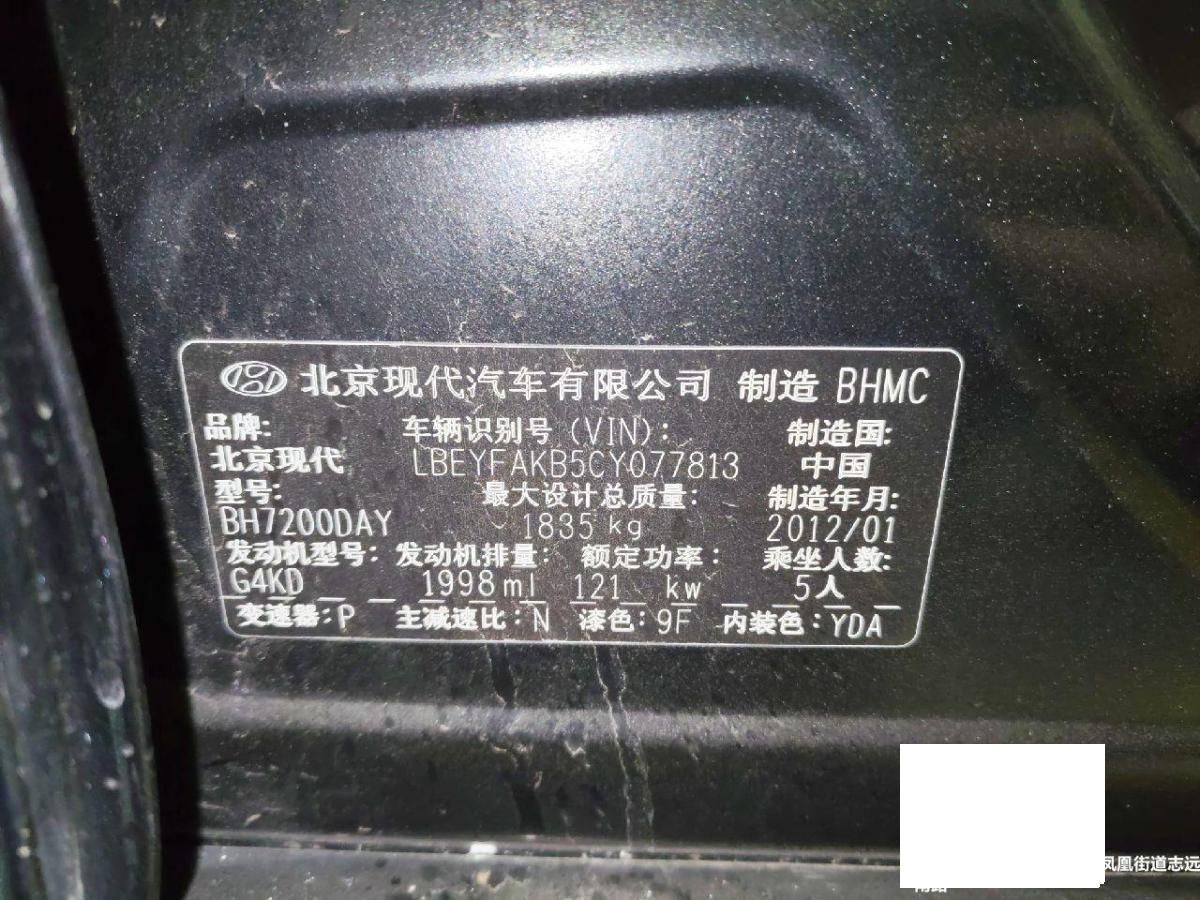 北京现代汽车有限公司 制造 BHMC
品牌: 车辆识别号(VIN): 制造国:
北京现代 LBEYFAKB5CY077813 中国
型号: 最大设计总质量: 制造年月:
BH7200DAY 1835kg 2012/01
发动机型号: 发动机排量: 额定功率: 乘坐人数:
G4KD 1998ml 121 kw 5人
变速器:P 主减速比:N 漆色:9F 内装色:YDA
凤凰街道志远